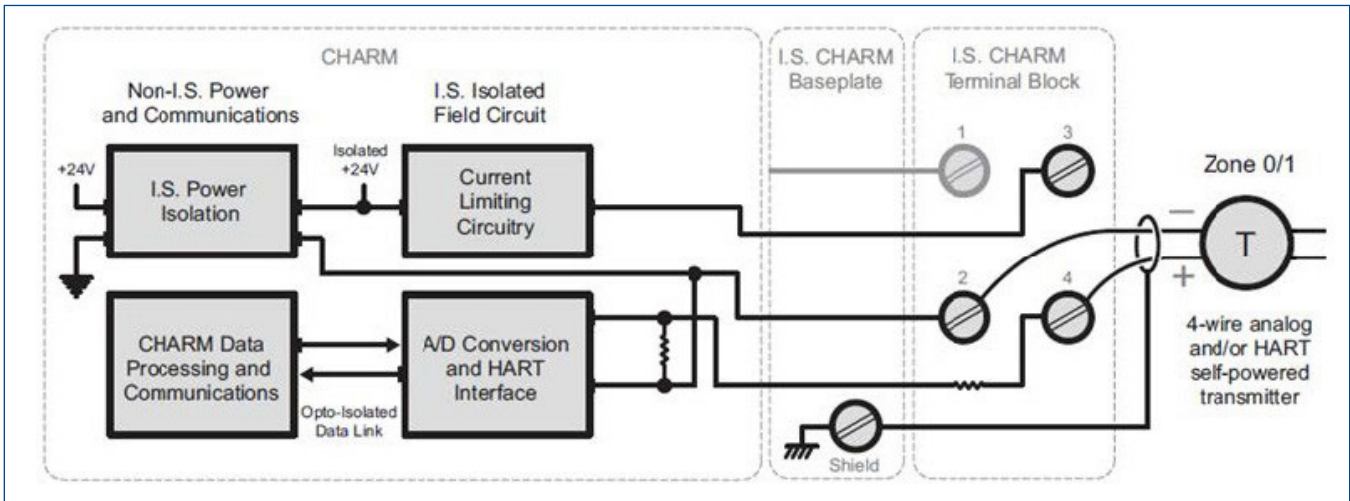 CHARM
I.S. CHARM
Baseplate
I.S. CHARM
Terminal Block
Non-I.S. Power
and Communications
I.S. Isolated
Field Circuit
+24V
I.S. Power
Isolation
Isolated
+24V
Current
Limiting
Circuitry
1
3
Zone 0/1
−
T
+
2
4
CHARM Data
Processing and
Communications
Opto-Isolated
Data Link
A/D Conversion
and HART
Interface
4-wire analog
and/or HART
self-powered
transmitter
Shield